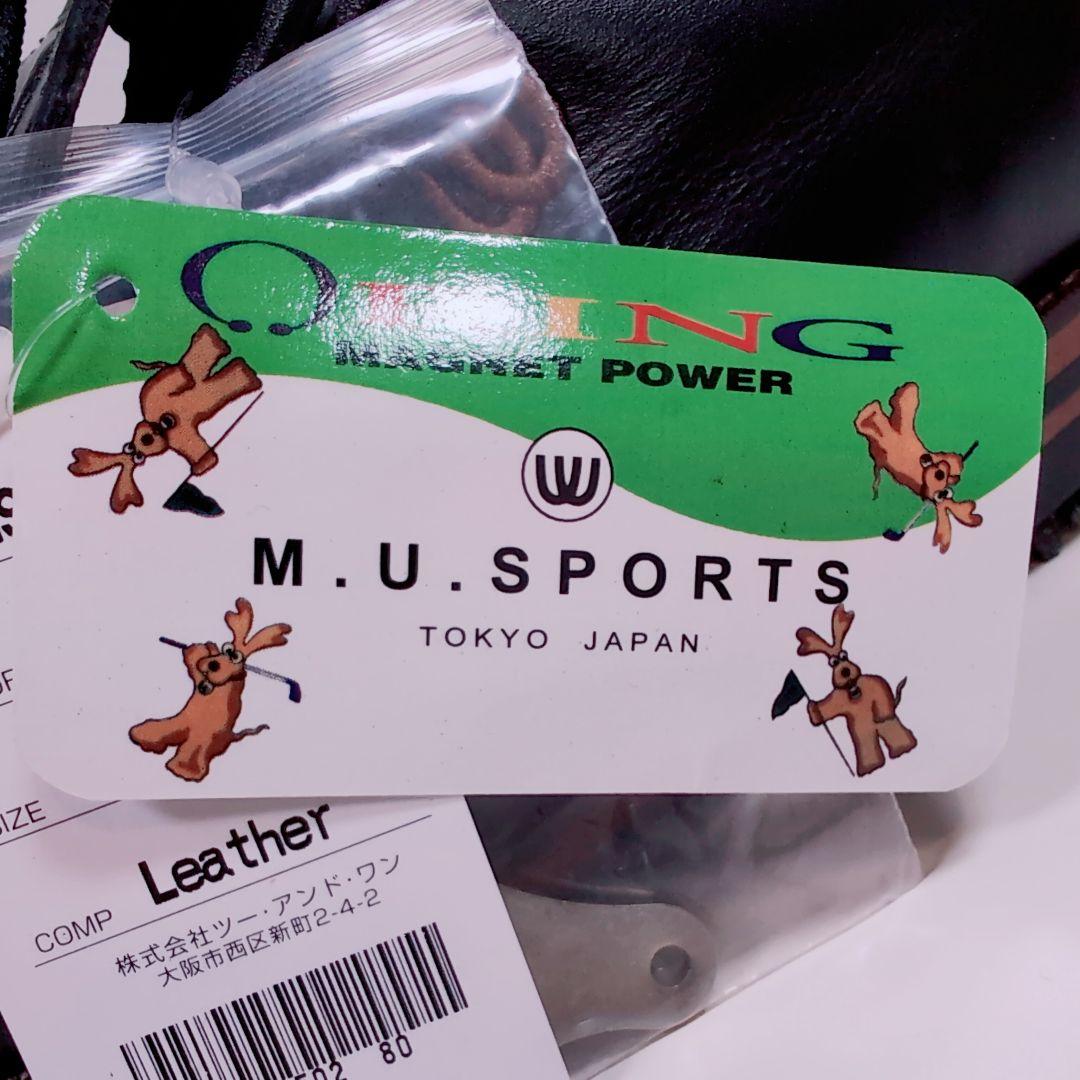 MAGNET POWER
M.U.SPORTS
TOKYO JAPAN
SIZE
Leather
COMP
株式会社ツー・アンド・ワン
大阪市西区新町2-4-2
80